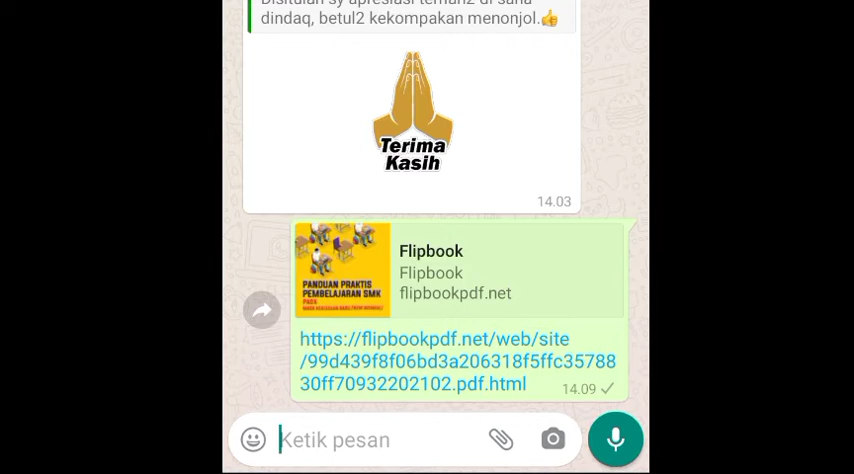 Disitulah sy apresiasi teman2 di sana
dindaq, betul2 kekompakan menonjol.👍
Terima
Kasih
14.03
Flipbook
Flipbook
flipbookpdf.net
PANDUAN PRAKTIS
PEMBELAJARAN SMK
PADA
https://flipbookpdf.net/web/site
/99d439f8f06bd3a206318f5ffc35788
30ff70932202102.pdf.html
14.09
Ketik pesan